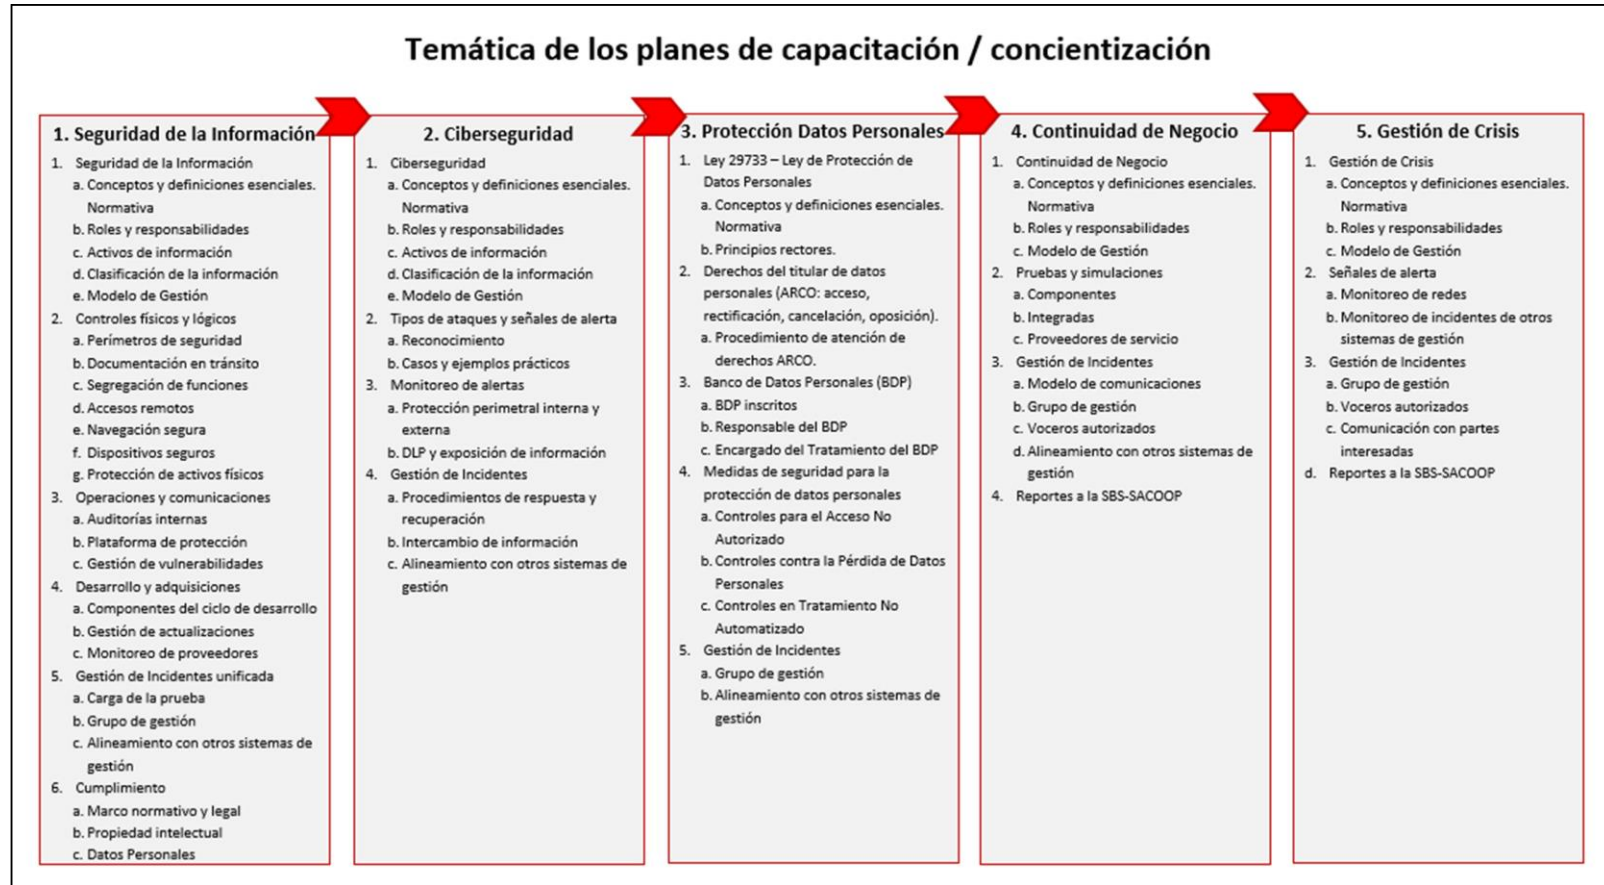 Temática de los planes de capacitación / concientización
1. Seguridad de la Información
1. Seguridad de la Información
a. Conceptos y definiciones esenciales.
Normativa
b. Roles y responsabilidades
c. Activos de información
d. Clasificación de la información
e. Modelo de Gestión
2. Controles físicos y lógicos
a. Perímetros de seguridad
b. Documentación en tránsito
c. Segregación de funciones
d. Accesos remotos
e. Navegación segura
f. Dispositivos seguros
g. Protección de activos físicos
3. Operaciones y comunicaciones
a. Auditorías internas
b. Plataforma de protección
c. Gestión de vulnerabilidades
4. Desarrollo y adquisiciones
a. Componentes del ciclo de desarrollo
b. Gestión de actualizaciones
c. Monitoreo de proveedores
5. Gestión de Incidentes unificada
a. Carga de la prueba
b. Grupo de gestión
c. Alineamiento con otros sistemas de
gestión
6. Cumplimiento
a. Marco normativo y legal
b. Propiedad intelectual
c. Datos Personales
2. Ciberseguridad
1. Ciberseguridad
a. Conceptos y definiciones esenciales.
Normativa
b. Roles y responsabilidades
c. Activos de información
d. Clasificación de la información
e. Modelo de Gestión
2. Tipos de ataques y señales de alerta
a. Reconocimiento
b. Casos y ejemplos prácticos
3. Monitoreo de alertas
a. Protección perimetral interna y
externa
b. DLP y exposición de información
4. Gestión de Incidentes
a. Procedimientos de respuesta y
recuperación
b. Intercambio de información
c. Alineamiento con otros sistemas de
gestión
3. Protección Datos Personales
1. Ley 29733 – Ley de Protección de
Datos Personales
a. Conceptos y definiciones esenciales.
Normativa
b. Principios rectores.
2. Derechos del titular de datos
personales (ARCO: acceso,
rectificación, cancelación, oposición).
a. Procedimiento de atención de
derechos ARCO.
3. Banco de Datos Personales (BDP)
a. BDP inscritos
b. Responsable del BDP
c. Encargado del Tratamiento del BDP
4. Medidas de seguridad para la
protección de datos personales
a. Controles para el Acceso No
Autorizado
b. Controles contra la Pérdida de Datos
Personales
c. Controles en Tratamiento No
Automatizado
5. Gestión de Incidentes
a. Grupo de gestión
b. Alineamiento con otros sistemas de
gestión
4. Continuidad de Negocio
1. Continuidad de Negocio
a. Conceptos y definiciones esenciales.
Normativa
b. Roles y responsabilidades
c. Modelo de Gestión
2. Pruebas y simulaciones
a. Componentes
b. Integradas
c. Proveedores de servicio
3. Gestión de Incidentes
a. Modelo de comunicaciones
b. Grupo de gestión
c. Voceros autorizados
d. Alineamiento con otros sistemas de
gestión
4. Reportes a la SBS-SACOOP
5. Gestión de Crisis
1. Gestión de Crisis
a. Conceptos y definiciones esenciales.
Normativa
b. Roles y responsabilidades
c. Modelo de Gestión
2. Señales de alerta
a. Monitoreo de redes
b. Monitoreo de incidentes de otros
sistemas de gestión
3. Gestión de Incidentes
a. Grupo de gestión
b. Voceros autorizados
c. Comunicación con partes
interesadas
d. Reportes a la SBS-SACOOP